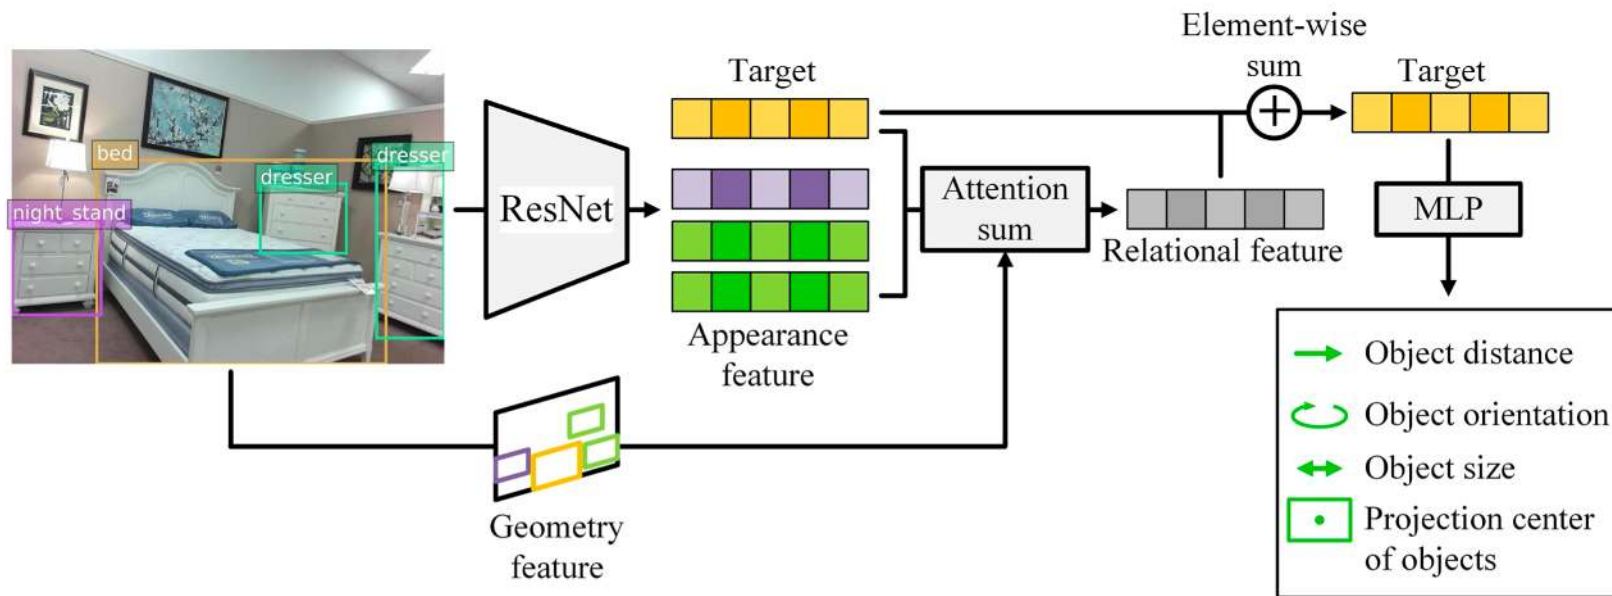 bed
dresser
dresser
night_stand
ResNet
Target
Appearance
feature
Geometry
feature
Attention
sum
Relational feature
Element-wise
sum
Target
MLP
Object distance
Object orientation
Object size
Projection center
of objects